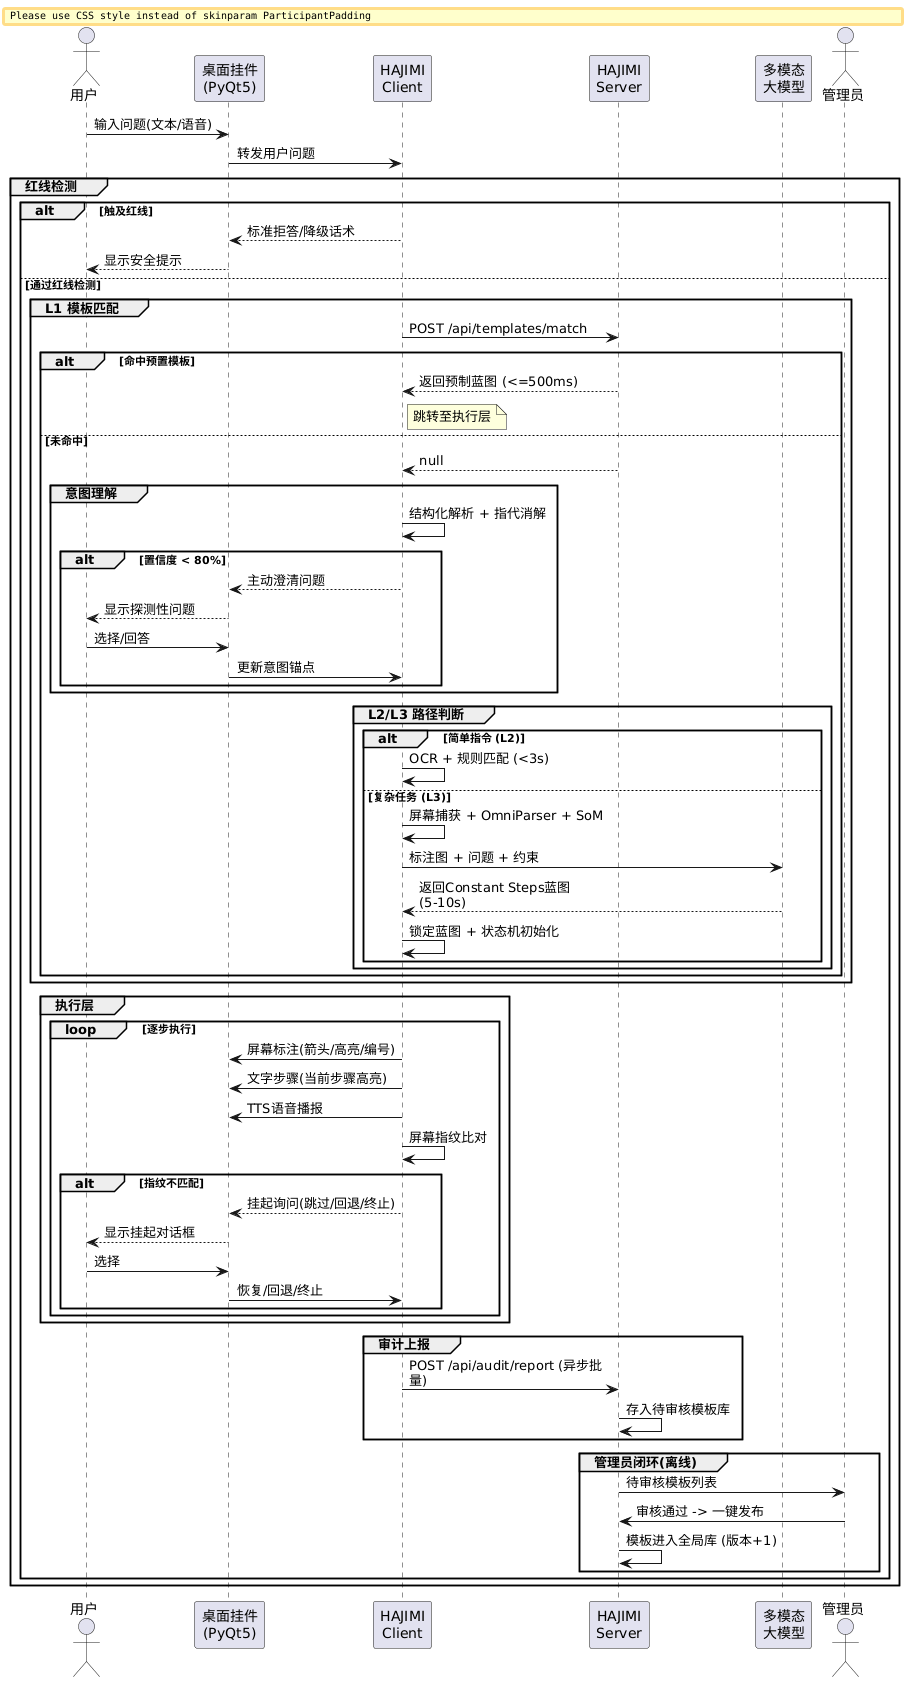 Please use CSS style instead of skinparam ParticipantPadding
用户
桌面挂件
(PyQt5)
HAJIMI
Client
HAJIMI
Server
多模态
大模型
管理员
输入问题(文本/语音)
转发用户问题
红线检测
alt [触及红线]
标准拒答/降级话术
显示安全提示
[通过红线检测]
L1 模板匹配
POST /api/templates/match
alt [命中预置模板]
返回预制蓝图 (<=500ms)
跳转至执行层
[未命中]
null
意图理解
结构化解析 + 指代消解
alt [置信度 < 80%]
主动澄清问题
显示探测性问题
选择/回答
更新意图锚点
L2/L3 路径判断
alt [简单指令 (L2)]
OCR + 规则匹配 (<3s)
[复杂任务 (L3)]
屏幕捕获 + OmniParser + SoM
标注图 + 问题 + 约束
返回Constant Steps蓝图
(5-10s)
锁定蓝图 + 状态机初始化
执行层
loop [逐步执行]
屏幕标注(箭头/高亮/编号)
文字步骤(当前步骤高亮)
TTS语音播报
屏幕指纹比对
alt [指纹不匹配]
挂起询问(跳过/回退/终止)
显示挂起对话框
选择
恢复/回退/终止
审计上报
POST /api/audit/report (异步批
量)
存入待审核模板库
管理员闭环(离线)
待审核模板列表
审核通过 -> 一键发布
模板进入全局库 (版本+1)
用户
桌面挂件
(PyQt5)
HAJIMI
Client
HAJIMI
Server
多模态
大模型
管理员